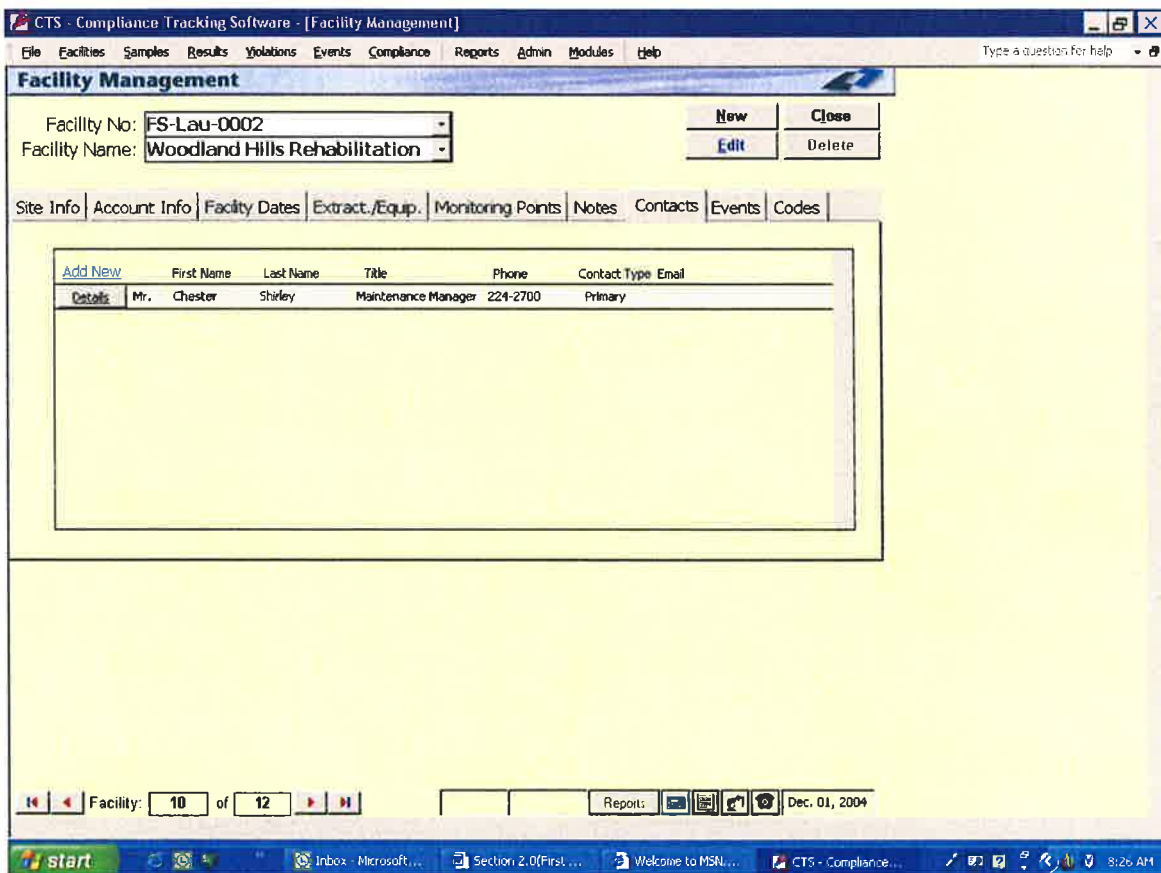 CTS - Compliance Tracking Software - [Facility Management]
File Facilities Samples Results Violations Events Compliance Reports Admin Modules Help Type a question for help
Facility Management
Facility No: FS-Lau-0002 New Close
Facility Name: Woodland Hills Rehabilitation Edit Delete
Site Info Account Info Facility Dates Extract./Equip. Monitoring Points Notes Contacts Events Codes
Add New First Name Last Name Title Phone Contact Type Email
Details Mr. Chester Shirley Maintenance Manager 224-2700 Primary
Facility: 10 of 12 Reports Dec. 01, 2004
start Inbox - Microsoft... Section 2.0(First ... Welcome to MSN.... CTS - Compliance... 8:26 AM